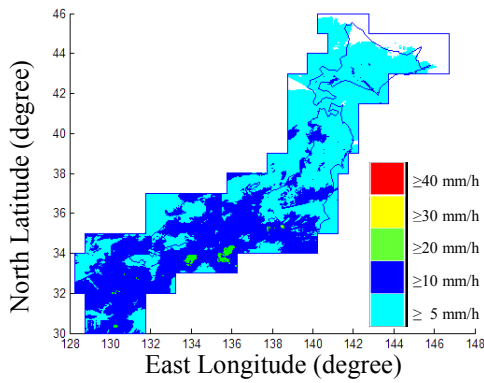 46
44
42
40
38
36
34
32
30
North Latitude (degree)
≥40 mm/h
≥30 mm/h
≥20 mm/h
≥10 mm/h
≥ 5 mm/h
128 130 132 134 136 138 140 142 144 146 148
East Longitude (degree)